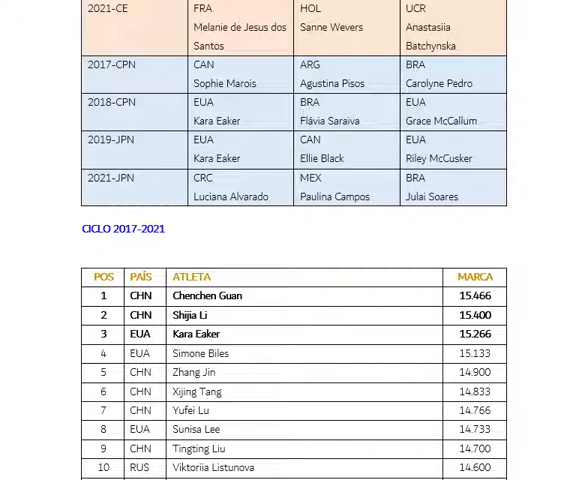 2021-CE FRA HOL UCR
Melanie de Jesus dos Sanne Wevers Anastasiia
Santos Batchynska
2017-CPN CAN ARG BRA
Sophie Marois Agustina Pisos Carolyne Pedro
2018-CPN EUA BRA EUA
Kara Eaker Flávia Saraiva Grace McCallum
2019-JPN EUA CAN EUA
Kara Eaker Ellie Black Riley McCusker
2021-JPN CRC MEX BRA
Luciana Alvarado Paulina Campos Julai Soares
CICLO 2017-2021
POS PAÍS ATLETA MARCA
1 CHN Chenchen Guan 15.466
2 CHN Shijia Li 15.400
3 EUA Kara Eaker 15.266
4 EUA Simone Biles 15.133
5 CHN Zhang Jin 14.900
6 CHN Xijing Tang 14.833
7 CHN Yufei Lu 14.766
8 EUA Sunisa Lee 14.733
9 CHN Tingting Liu 14.700
10 RUS Viktoriia Listunova 14.600